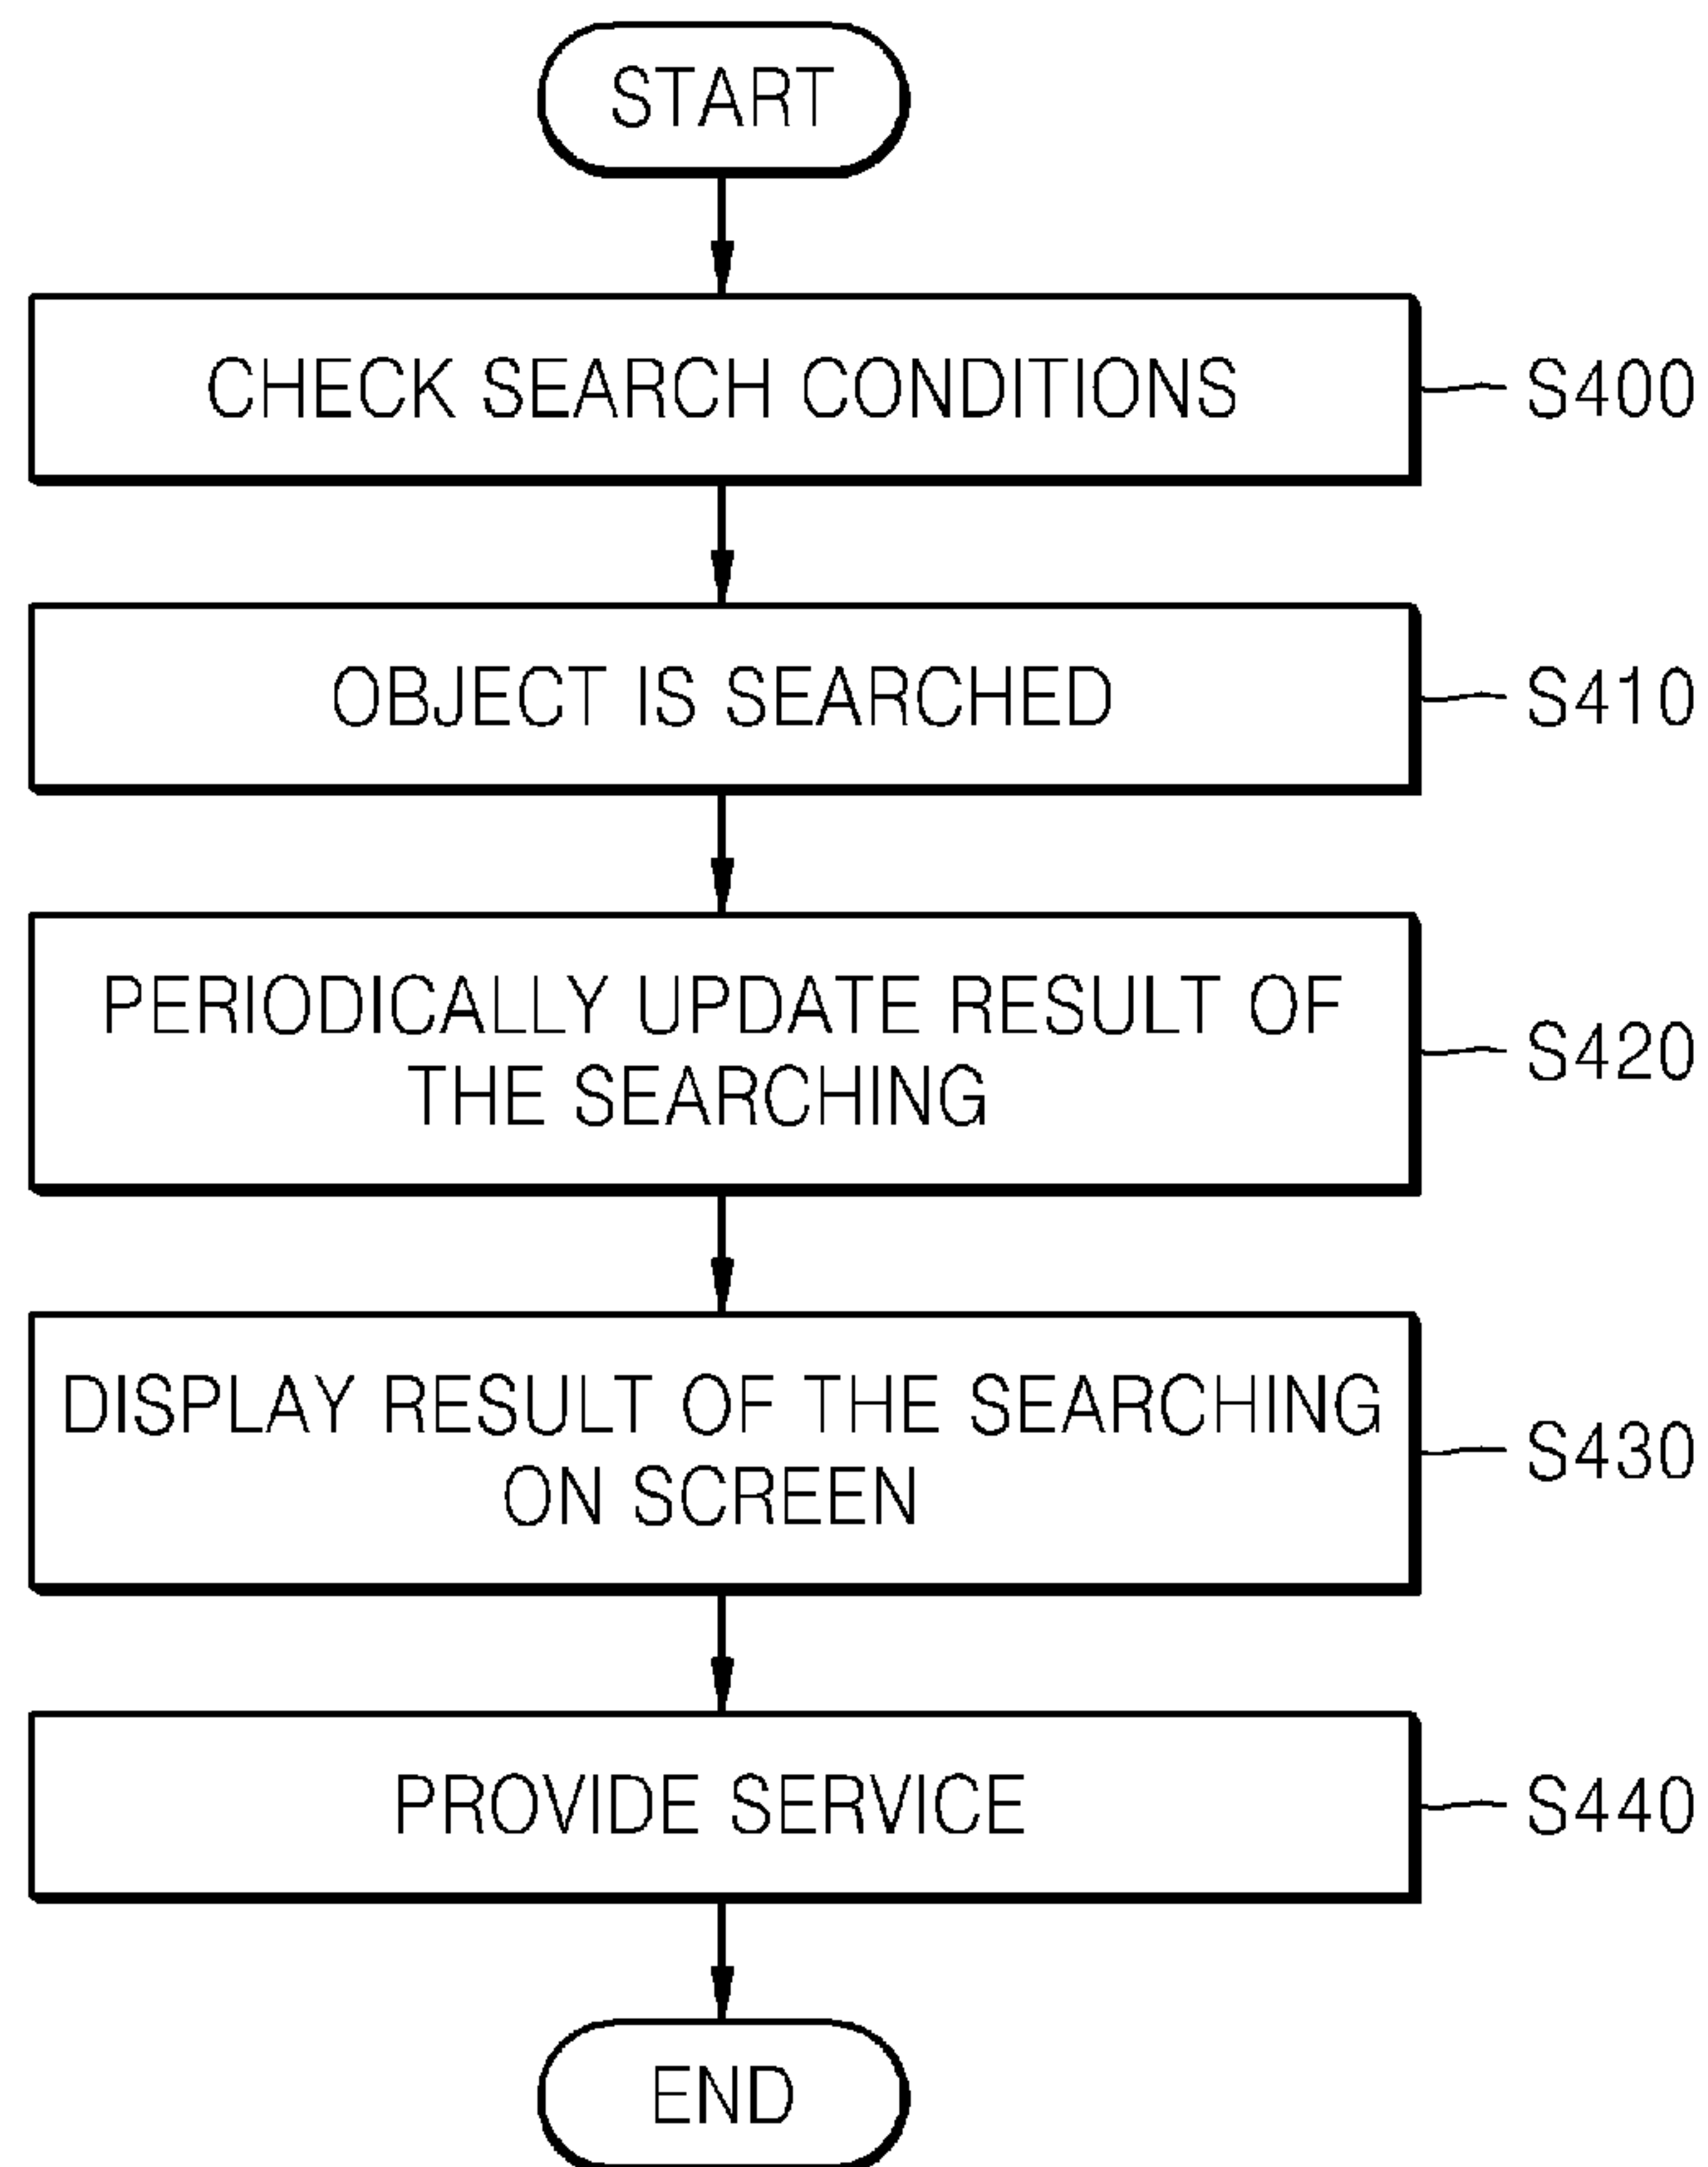 START
CHECK SEARCH CONDITIONS
S400
OBJECT IS SEARCHED
S410
PERIODICALLY UPDATE RESULT OF
THE SEARCHING
S420
DISPLAY RESULT OF THE SEARCHING
ON SCREEN
S430
PROVIDE SERVICE
S440
END